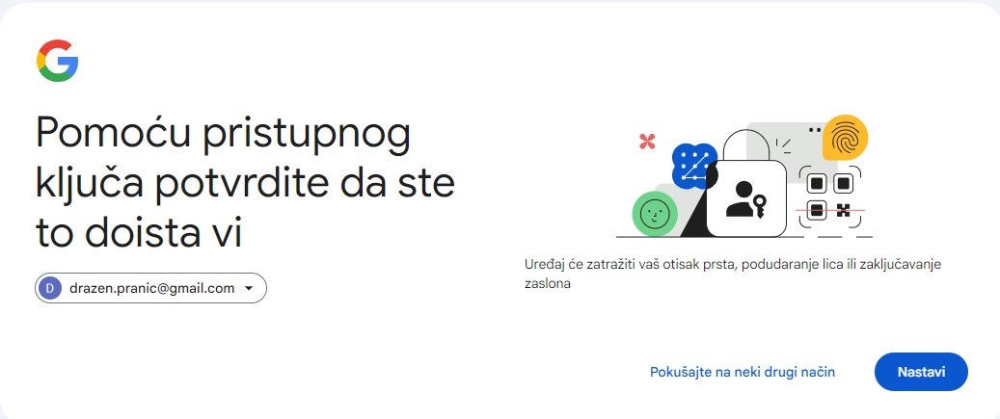 Pomoću pristupnog
ključa potvrdite da ste
to doista vi
D drazen.pranic@gmail.com
Uređaj će zatražiti vaš otisak prsta, podudaranje lica ili zaključavanje
zaslona
Pokušajte na neki drugi način
Nastavi